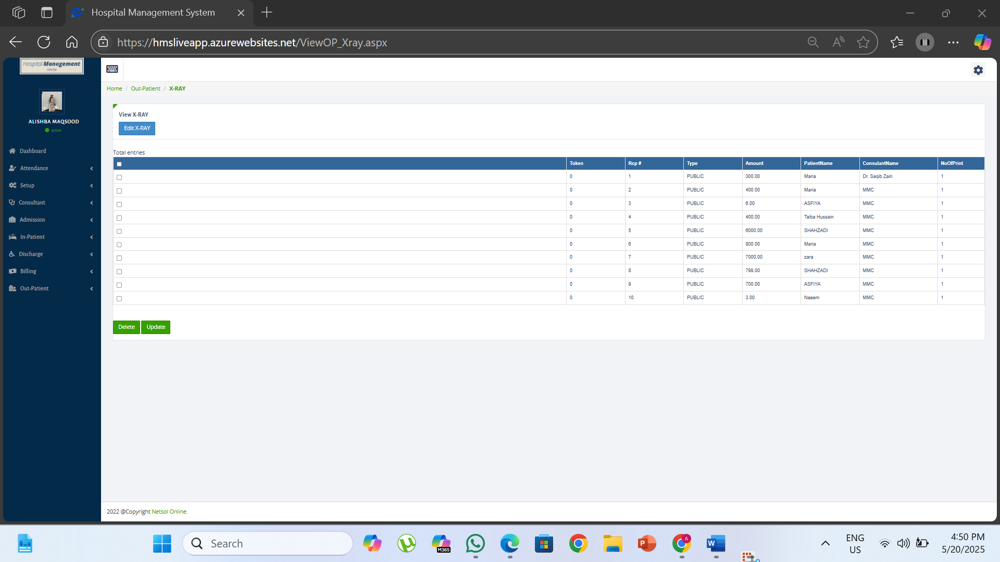 Hospital Management System
https://hmsliveapp.azurewebsites.net/ViewOP_Xray.aspx
Hospital Management
SYSTEM
ALISHBA MAQSOOD
active
Dashboard
Attendance
Setup
Consultant
Admission
In-Patient
Discharge
Billing
Out-Patient
Home / Out-Patient / X-RAY
View X-RAY
Edit X-RAY
Total entries
Token Rcp # Type Amount PatientName ConsulantName NoOfPrint
0 1 PUBLIC 300.00 Maria Dr. Saqib Zain 1
0 2 PUBLIC 400.00 Maria MMC 1
0 3 PUBLIC 6.00 ASFIYA MMC 1
0 4 PUBLIC 400.00 Taiba Hussain MMC 1
0 5 PUBLIC 6000.00 SHAHZADI MMC 1
0 6 PUBLIC 800.00 Maria MMC 1
0 7 PUBLIC 7000.00 zara MMC 1
0 8 PUBLIC 799.00 SHAHZADI MMC 1
0 9 PUBLIC 700.00 ASFIYA MMC 1
0 10 PUBLIC 3.00 Naeem MMC 1
Delete Update
2022 @Copyright Netsol Online.
Search
M365
P
A
W
ENG
US
4:50 PM
5/20/2025